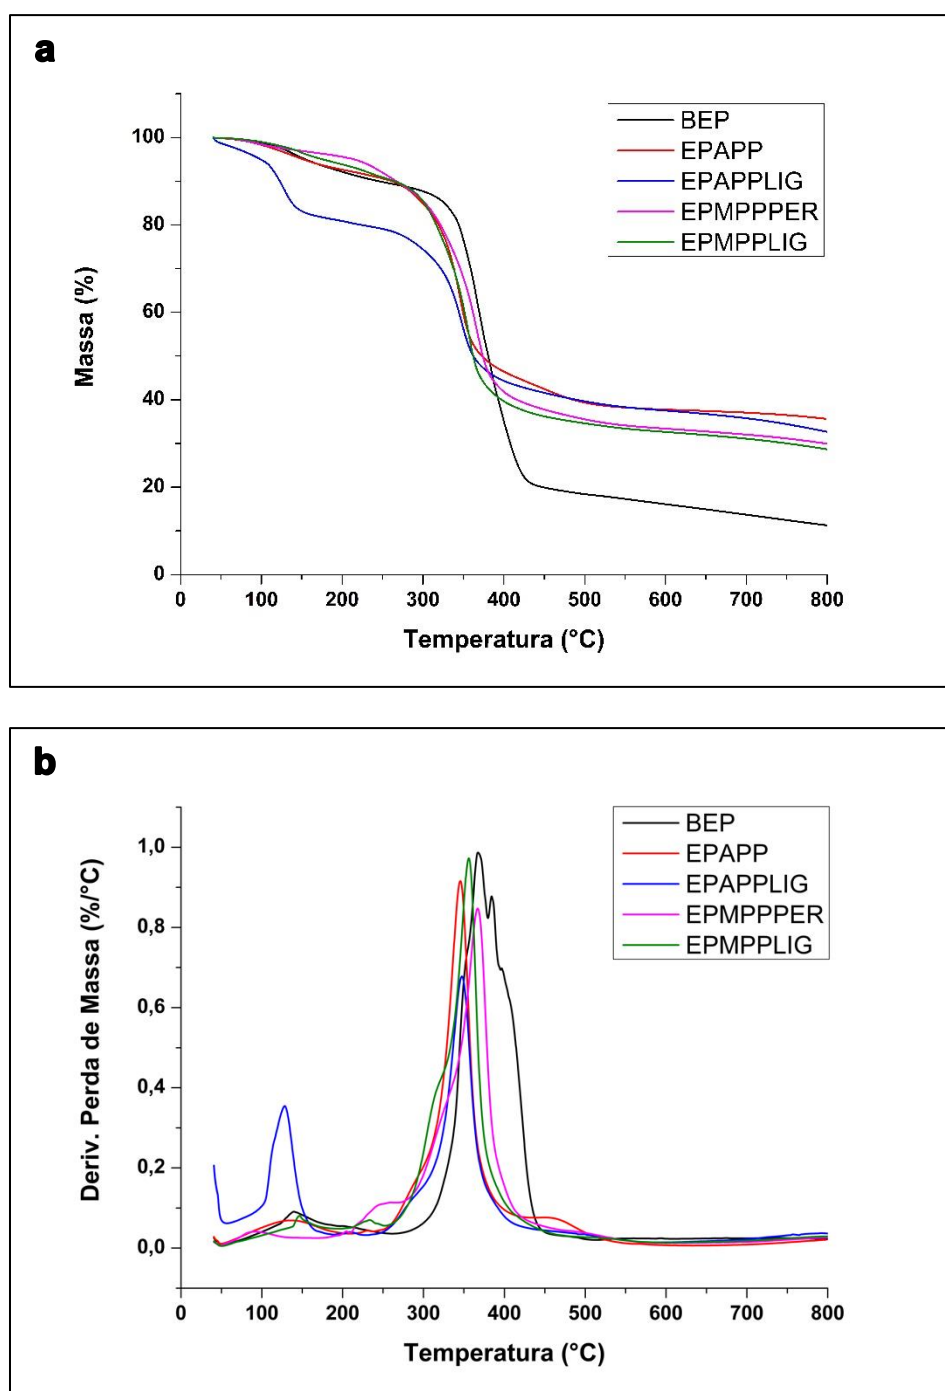 a
BEP
EPAPP
EPAPPLIG
EPMPPPER
EPMPPLIG
100
80
60
40
20
0
Massa (%)
0 100 200 300 400 500 600 700 800
Temperatura (°C)
b
BEP
EPAPP
EPAPPLIG
EPMPPPER
EPMPPLIG
1,0
0,8
0,6
0,4
0,2
0,0
Deriv. Perda de Massa (%/°C)
0 100 200 300 400 500 600 700 800
Temperatura (°C)